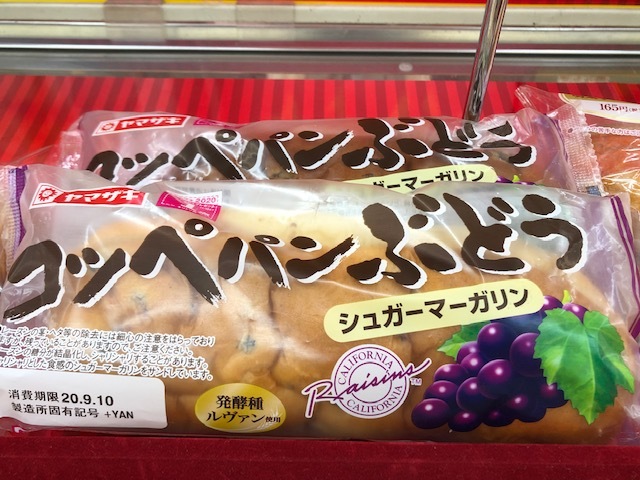 165円
ヤマザキ
コッペパンぶどう
シュガーマーガリン
ヤマザキ
コッペパンぶどう
シュガーマーガリン
CALIFORNIA
Raisins™
CALIFORNIA
発酵種
ルヴァン使用
消費期限 20.9.10
製造所固有記号 +YAN